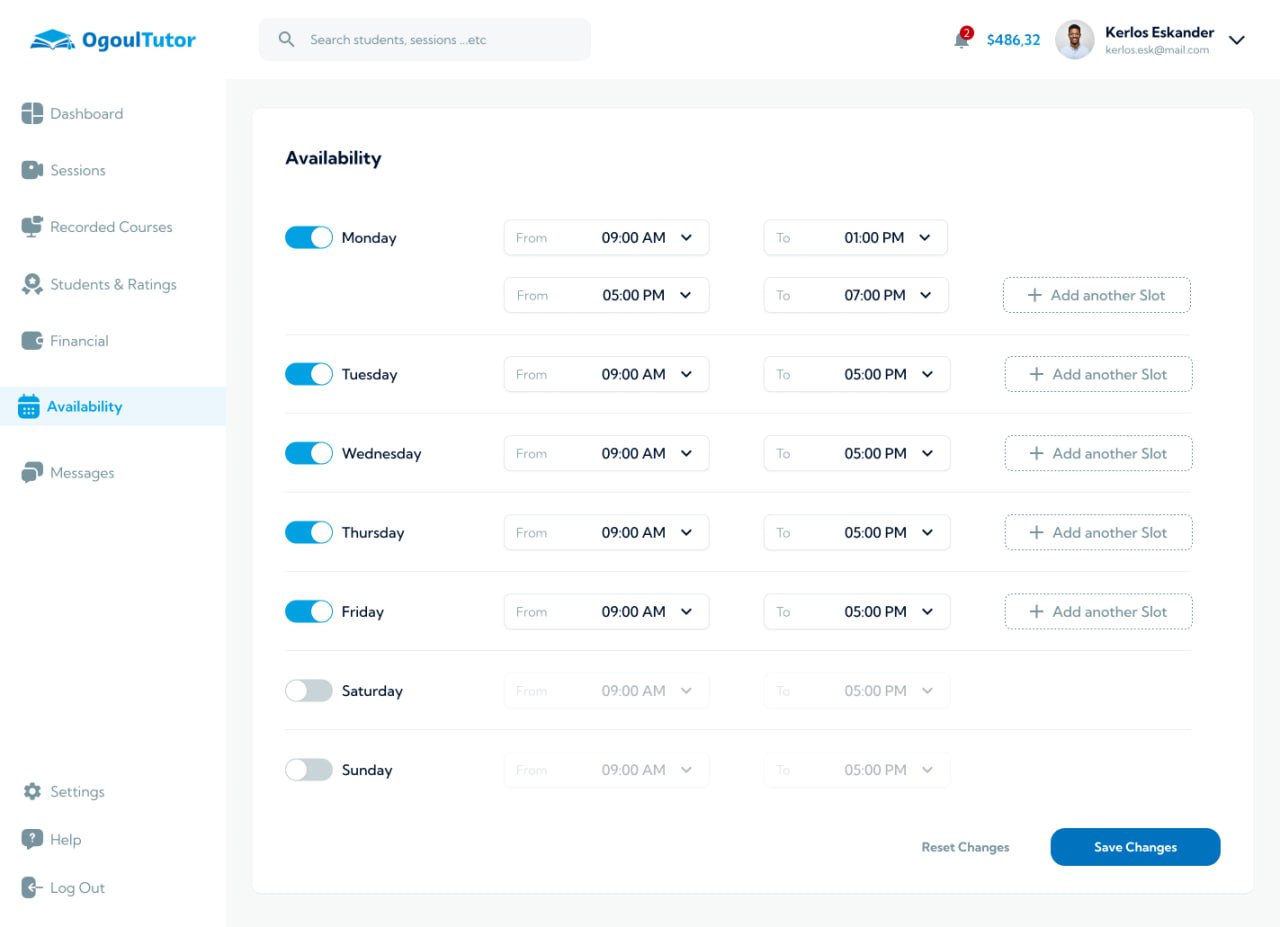 OgoulTutor
Search students, sessions ...etc
2
$486,32
Kerlos Eskander
kerlos.esk@mail.com
Dashboard
Sessions
Recorded Courses
Students & Ratings
Financial
Availability
Messages
Settings
? Help
Log Out
Availability
Monday From 09:00 AM To 01:00 PM
From 05:00 PM To 07:00 PM + Add another Slot
Tuesday From 09:00 AM To 05:00 PM + Add another Slot
Wednesday From 09:00 AM To 05:00 PM + Add another Slot
Thursday From 09:00 AM To 05:00 PM + Add another Slot
Friday From 09:00 AM To 05:00 PM + Add another Slot
Saturday From 09:00 AM To 05:00 PM
Sunday From 09:00 AM To 05:00 PM
Reset Changes Save Changes